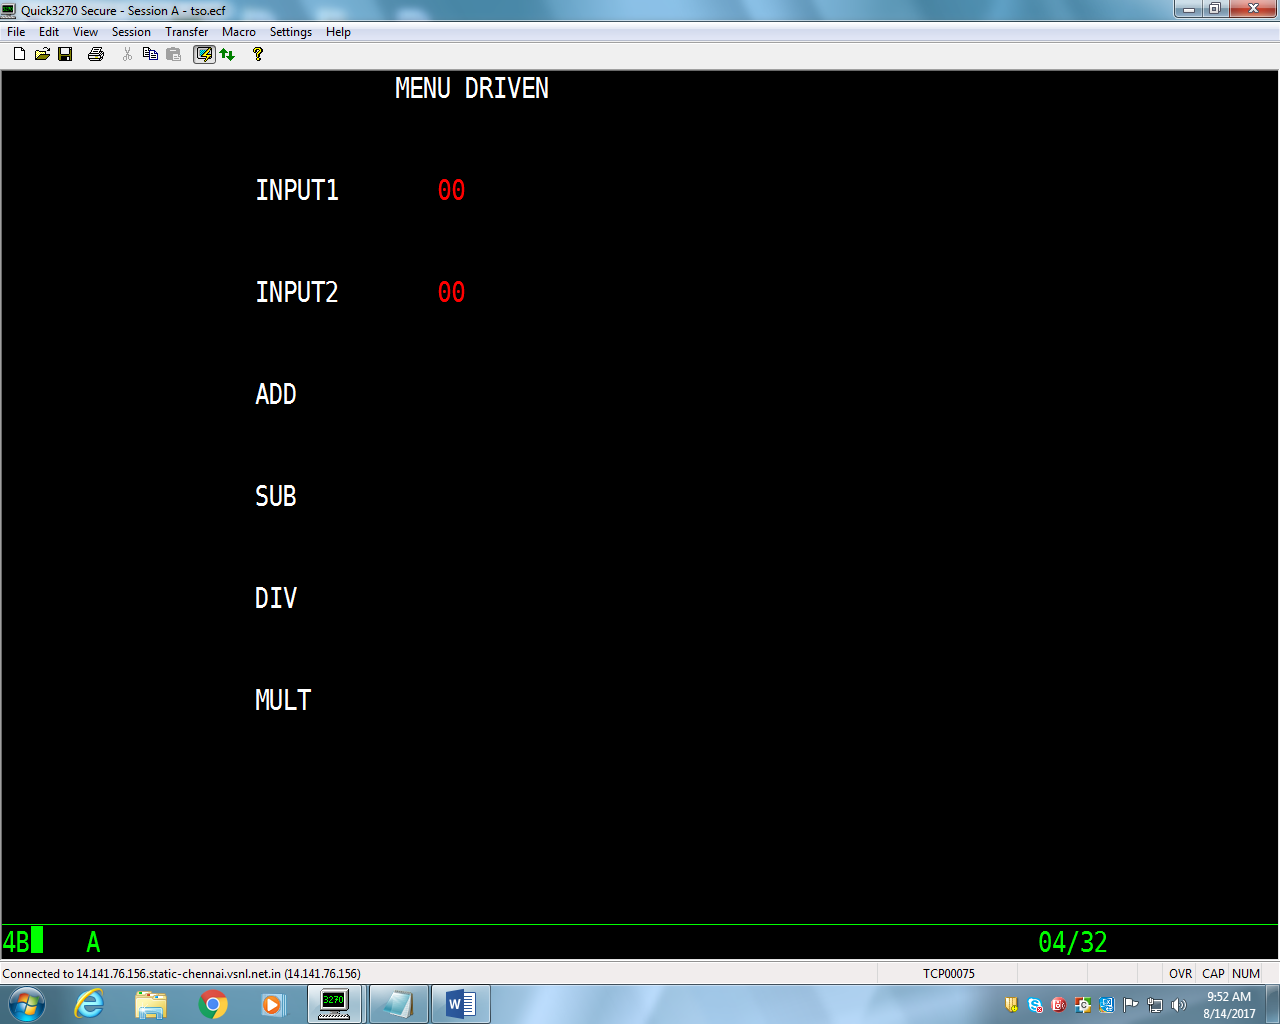 Quick3270 Secure - Session A - tso.ecf
File Edit View Session Transfer Macro Settings Help
MENU DRIVEN
INPUT1 00
INPUT2 00
ADD
SUB
DIV
MULT
4B A 04/32
Connected to 14.141.76.156.static-chennai.vsnl.net.in (14.141.76.156) TCP00075 OVR CAP NUM
3270
9:52 AM
8/14/2017